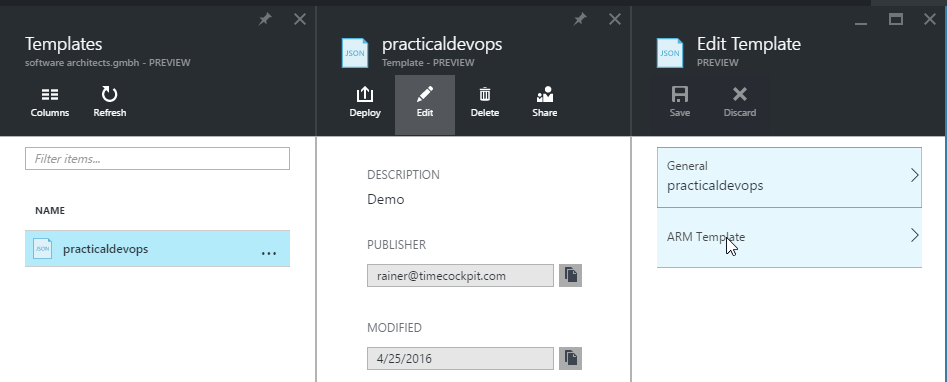 Templates
software architects.gmbh - PREVIEW
Columns
Refresh
Filter items...
NAME
JSON
practicaldevops
...
JSON
practicaldevops
Template - PREVIEW
Deploy
Edit
Delete
Share
DESCRIPTION
Demo
PUBLISHER
rainer@timecockpit.com
MODIFIED
4/25/2016
JSON
Edit Template
PREVIEW
Save
Discard
General
practicaldevops
ARM Template